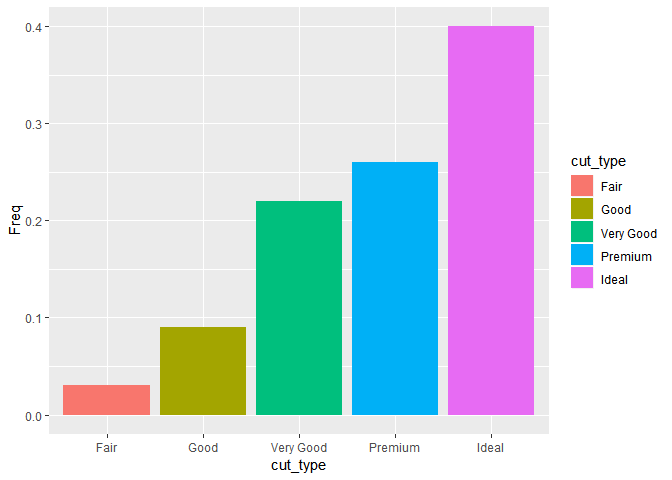 Freq
0.4
0.3
0.2
0.1
0.0
Fair Good Very Good Premium Ideal
cut_type
cut_type
Fair
Good
Very Good
Premium
Ideal